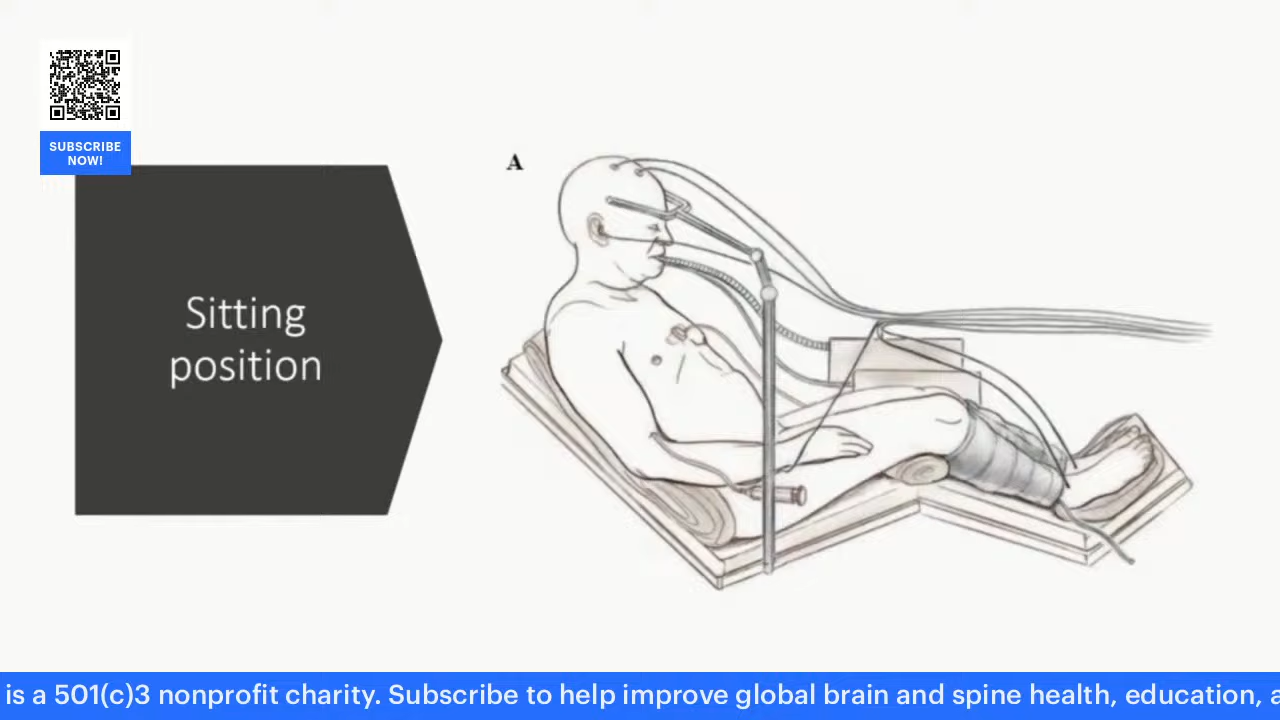 SUBSCRIBE
NOW!
Sitting
position
A
is a 501(c)3 nonprofit charity. Subscribe to help improve global brain and spine health, education, a